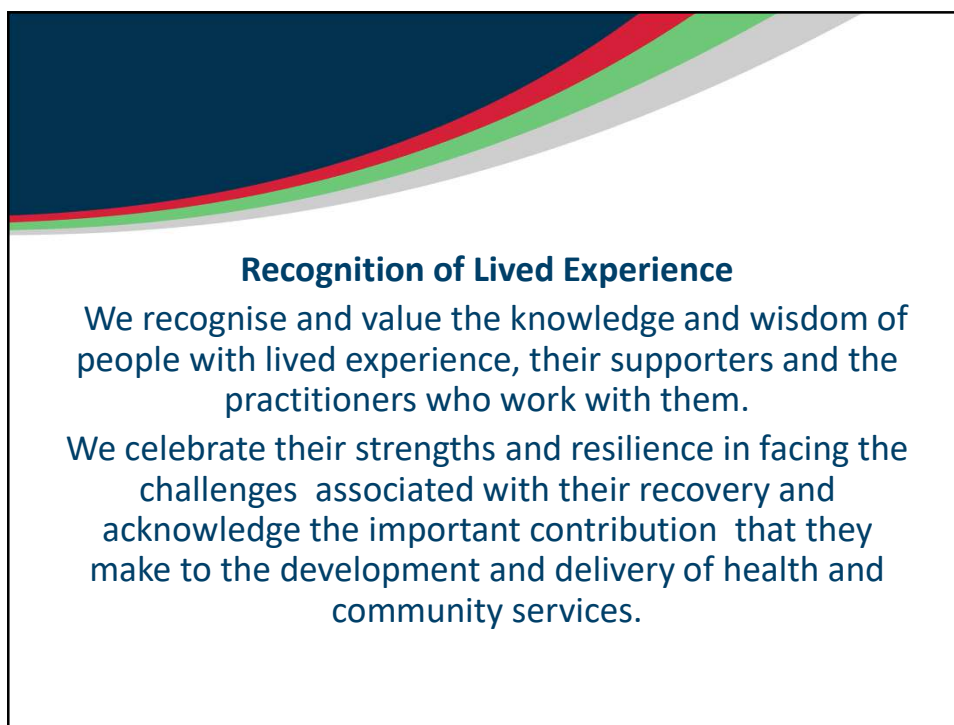 Recognition of Lived Experience
We recognise and value the knowledge and wisdom of
people with lived experience, their supporters and the
practitioners who work with them.
We celebrate their strengths and resilience in facing the
challenges  associated with their recovery and
acknowledge the important contribution  that they
make to the development and delivery of health and
community services.